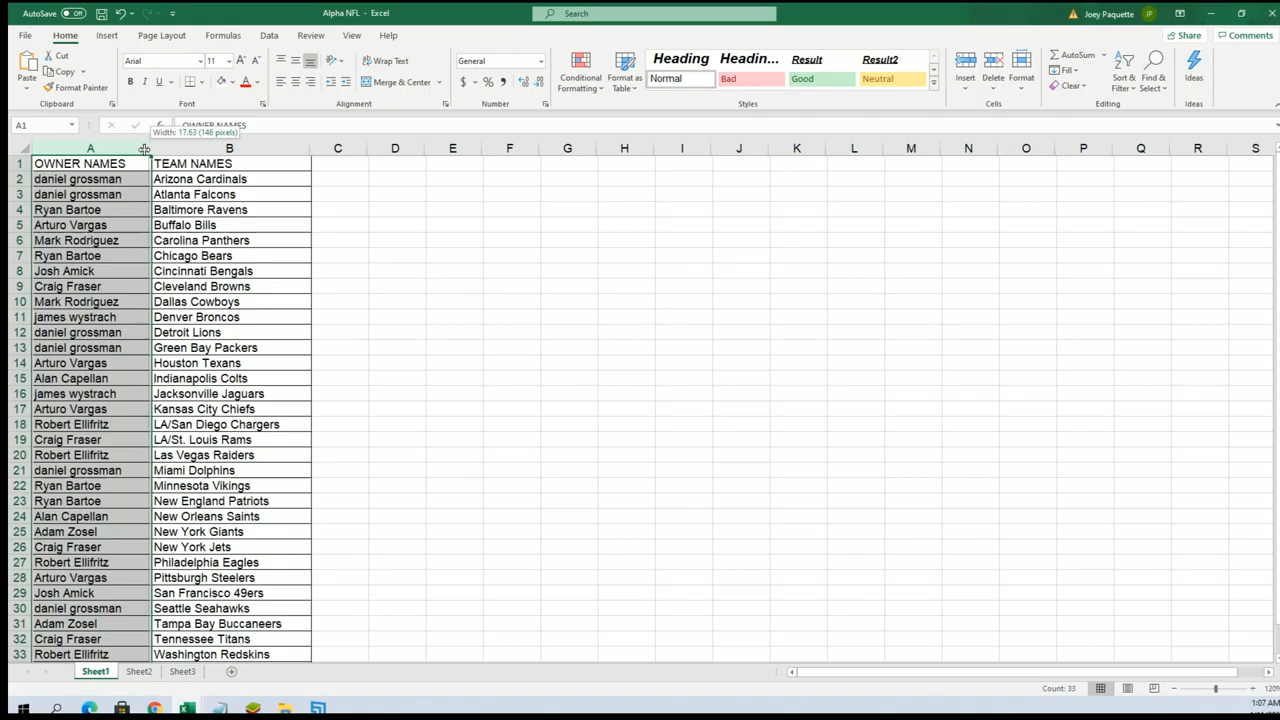 AutoSave Off Alpha NFL - Excel Search Joey Paquette JP
File Home Insert Page Layout Formulas Data Review View Help Share Comments
Cut Arial 11 Wrap Text General Heading Headin... Result Result2 AutoSum
Paste Copy Conditional Format as Normal Bad Good Neutral Insert Delete Format Fill Sort & Find & Ideas
Format Painter B I U A Merge & Center $ % Formatting Table Clear Filter Select
Clipboard Font Alignment Number Styles Cells Editing Ideas
A1 OWNER NAMES
Width: 17.63 (146 pixels)
A B C D E F G H I J K L M N O P Q R S
1 OWNER NAMES TEAM NAMES
2 daniel grossman Arizona Cardinals
3 daniel grossman Atlanta Falcons
4 Ryan Bartoe Baltimore Ravens
5 Arturo Vargas Buffalo Bills
6 Mark Rodriguez Carolina Panthers
7 Ryan Bartoe Chicago Bears
8 Josh Amick Cincinnati Bengals
9 Craig Fraser Cleveland Browns
10 Mark Rodriguez Dallas Cowboys
11 james wystrach Denver Broncos
12 daniel grossman Detroit Lions
13 daniel grossman Green Bay Packers
14 Arturo Vargas Houston Texans
15 Alan Capellan Indianapolis Colts
16 james wystrach Jacksonville Jaguars
17 Arturo Vargas Kansas City Chiefs
18 Robert Ellifritz LA/San Diego Chargers
19 Craig Fraser LA/St. Louis Rams
20 Robert Ellifritz Las Vegas Raiders
21 daniel grossman Miami Dolphins
22 Ryan Bartoe Minnesota Vikings
23 Ryan Bartoe New England Patriots
24 Alan Capellan New Orleans Saints
25 Adam Zosel New York Giants
26 Craig Fraser New York Jets
27 Robert Ellifritz Philadelphia Eagles
28 Arturo Vargas Pittsburgh Steelers
29 Josh Amick San Francisco 49ers
30 daniel grossman Seattle Seahawks
31 Adam Zosel Tampa Bay Buccaneers
32 Craig Fraser Tennessee Titans
33 Robert Ellifritz Washington Redskins
Sheet1 Sheet2 Sheet3
Count: 33 120%
1:07 AM